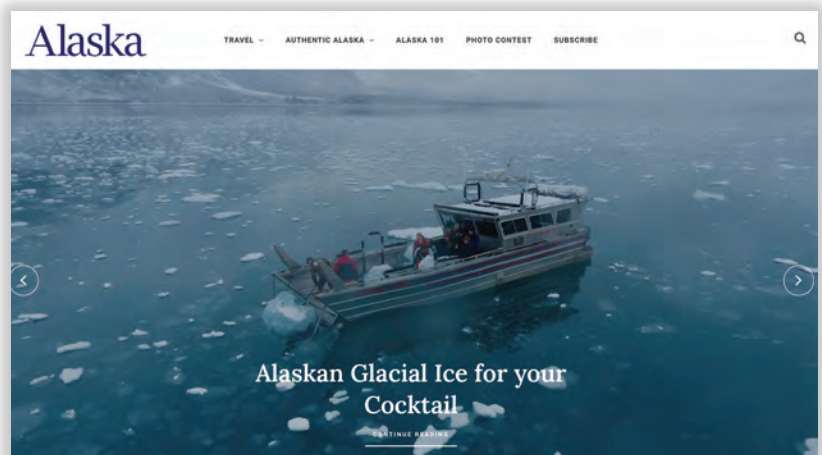 Alaska
TRAVEL AUTHENTIC ALASKA ALASKA 101 PHOTO CONTEST SUBSCRIBE
Alaskan Glacial Ice for your
Cocktail
CONTINUE READING